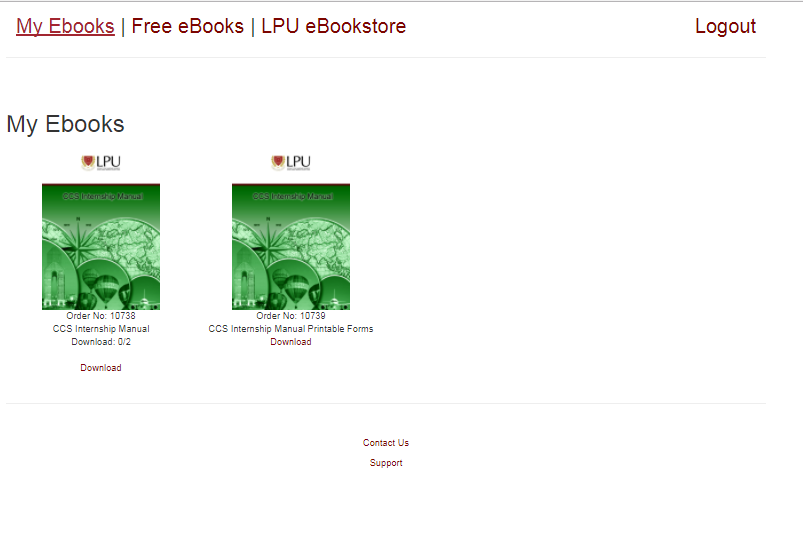 My Ebooks | Free eBooks | LPU eBookstore
Logout
My Ebooks
LPU
CCS Internship Manual
Order No: 10738
CCS Internship Manual
Download: 0/2
Download
LPU
CCS Internship Manual
Order No: 10739
CCS Internship Manual Printable Forms
Download
Contact Us
Support